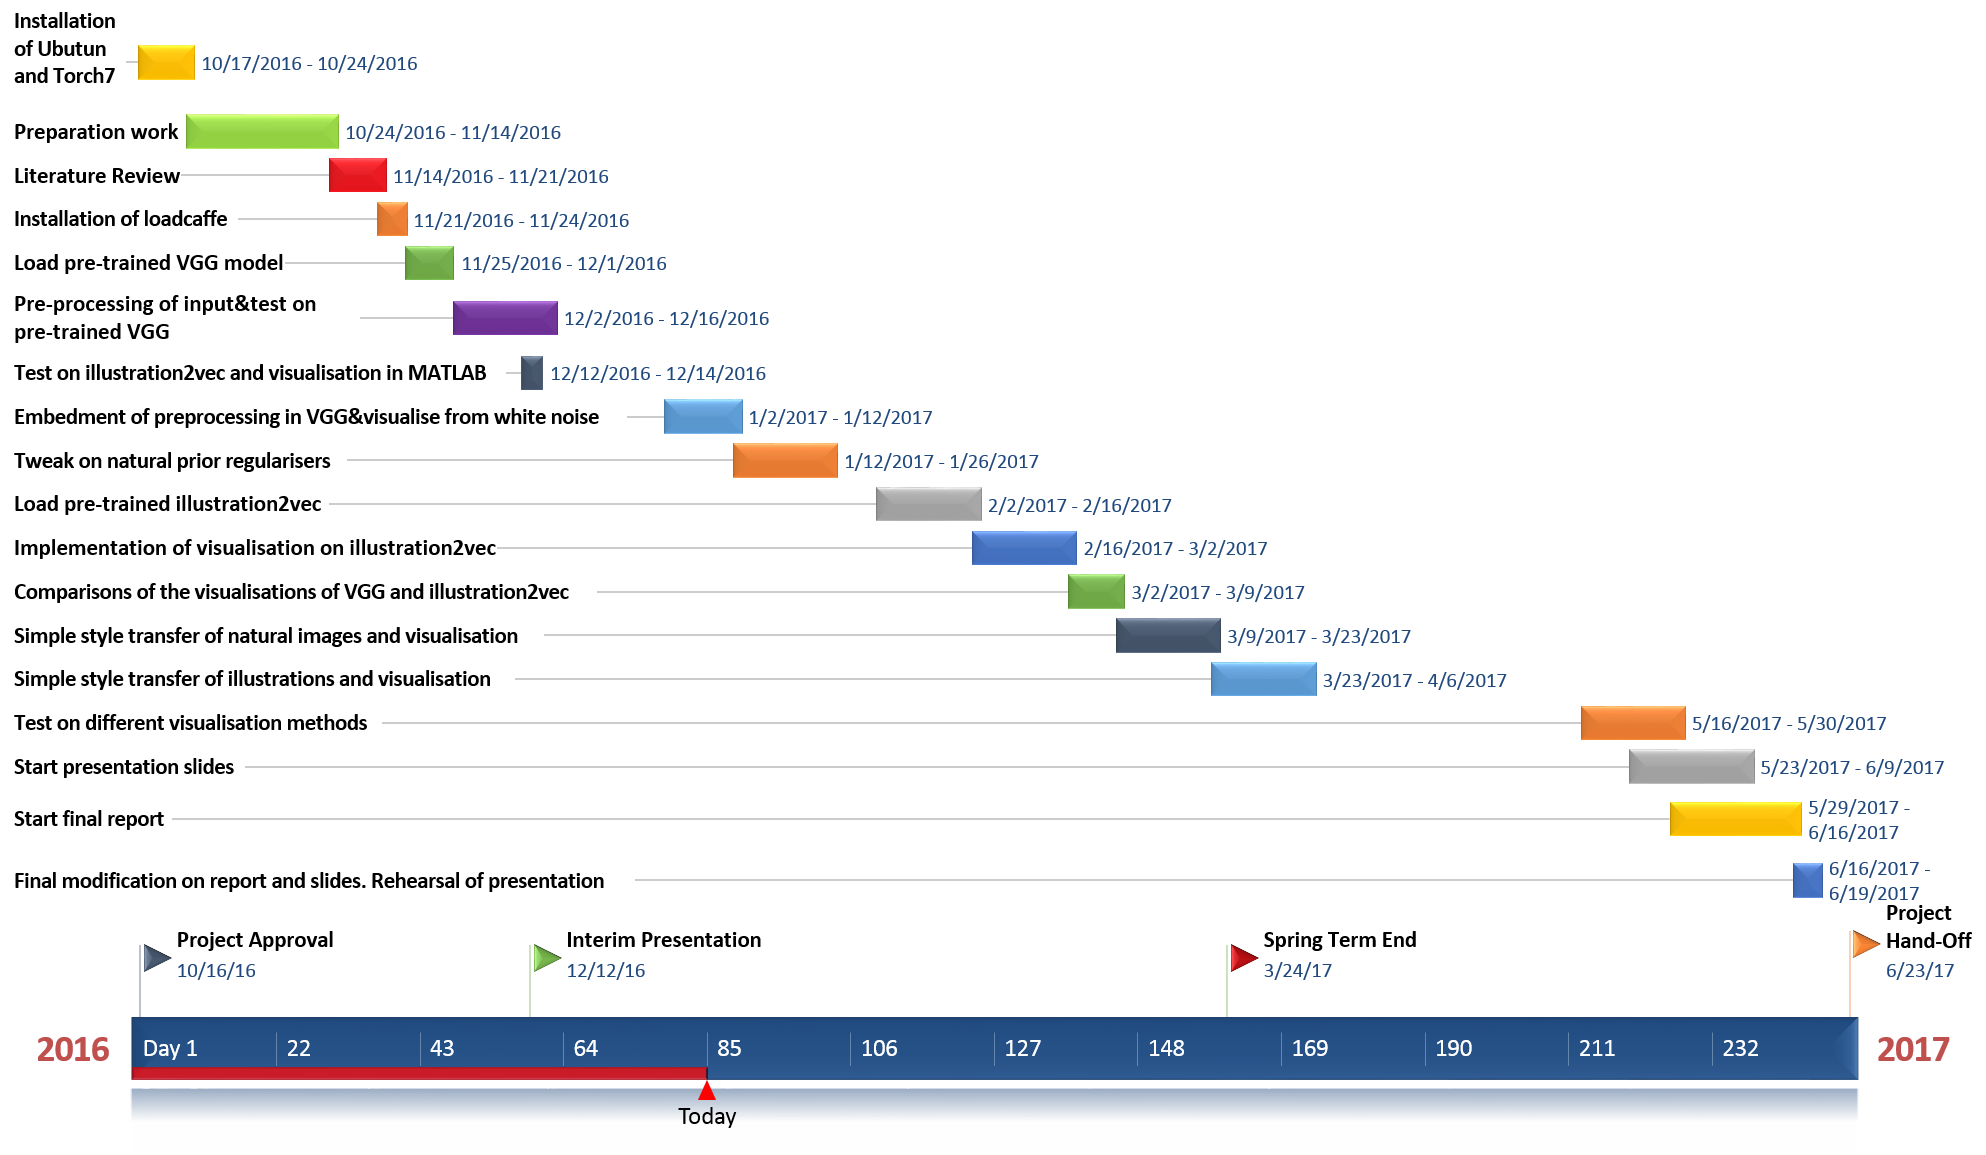 Installation
of Ubutun
and Torch7
10/17/2016 - 10/24/2016
Preparation work
10/24/2016 - 11/14/2016
Literature Review
11/14/2016 - 11/21/2016
Installation of loadcaffe
11/21/2016 - 11/24/2016
Load pre-trained VGG model
11/25/2016 - 12/1/2016
Pre-processing of input&test on
pre-trained VGG
12/2/2016 - 12/16/2016
Test on illustration2vec and visualisation in MATLAB
12/12/2016 - 12/14/2016
Embedment of preprocessing in VGG&visualise from white noise
1/2/2017 - 1/12/2017
Tweak on natural prior regularisers
1/12/2017 - 1/26/2017
Load pre-trained illustration2vec
2/2/2017 - 2/16/2017
Implementation of visualisation on illustration2vec
2/16/2017 - 3/2/2017
Comparisons of the visualisations of VGG and illustration2vec
3/2/2017 - 3/9/2017
Simple style transfer of natural images and visualisation
3/9/2017 - 3/23/2017
Simple style transfer of illustrations and visualisation
3/23/2017 - 4/6/2017
Test on different visualisation methods
5/16/2017 - 5/30/2017
Start presentation slides
5/23/2017 - 6/9/2017
Start final report
5/29/2017 -
6/16/2017
Final modification on report and slides. Rehearsal of presentation
6/16/2017 -
6/19/2017
Project Approval
10/16/16
Interim Presentation
12/12/16
Spring Term End
3/24/17
Project
Hand-Off
6/23/17
2016
Day 1
22
43
64
85
106
127
148
169
190
211
232
2017
Today